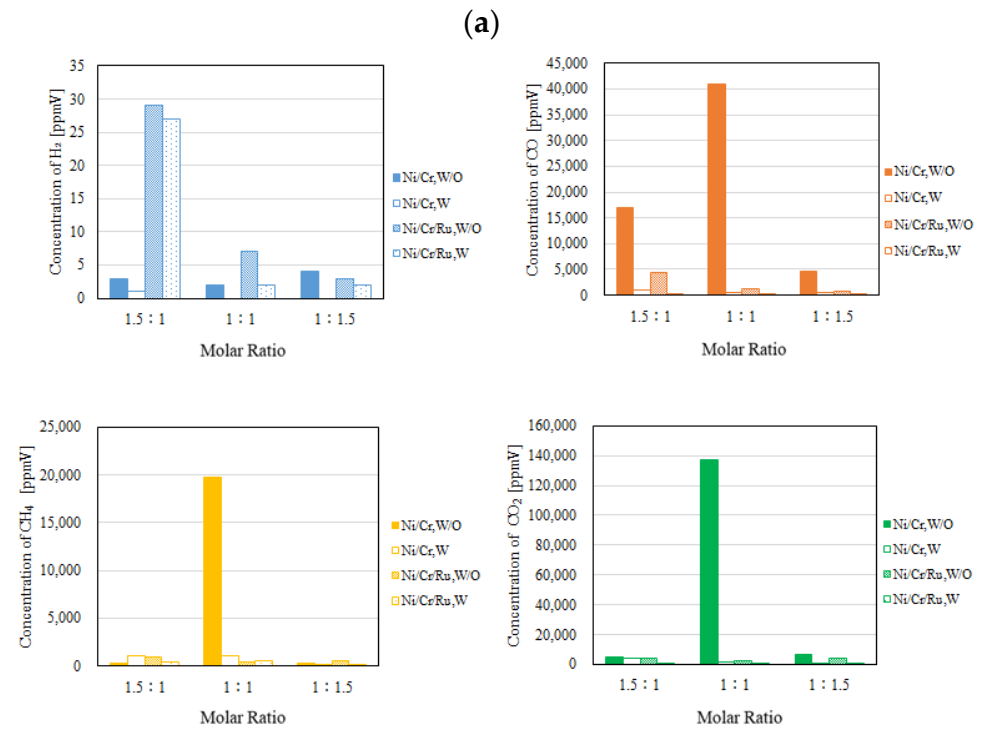 (a)
35
30
25
20
15
10
5
0
Concentration of H₂ [ppmV]
1.5：1
1：1
1：1.5
Molar Ratio
Ni/Cr,W/O
Ni/Cr,W
Ni/Cr/Ru,W/O
Ni/Cr/Ru,W
45,000
40,000
35,000
30,000
25,000
20,000
15,000
10,000
5,000
0
Concentration of CO [ppmV]
1.5：1
1：1
1：1.5
Molar Ratio
Ni/Cr,W/O
Ni/Cr,W
Ni/Cr/Ru,W/O
Ni/Cr/Ru,W
25,000
20,000
15,000
10,000
5,000
0
Concentration of CH₄ [ppmV]
1.5：1
1：1
1：1.5
Molar Ratio
Ni/Cr,W/O
Ni/Cr,W
Ni/Cr/Ru,W/O
Ni/Cr/Ru,W
160,000
140,000
120,000
100,000
80,000
60,000
40,000
20,000
0
Concentration of CO₂ [ppmV]
1.5：1
1：1
1：1.5
Molar Ratio
Ni/Cr,W/O
Ni/Cr,W
Ni/Cr/Ru,W/O
Ni/Cr/Ru,W